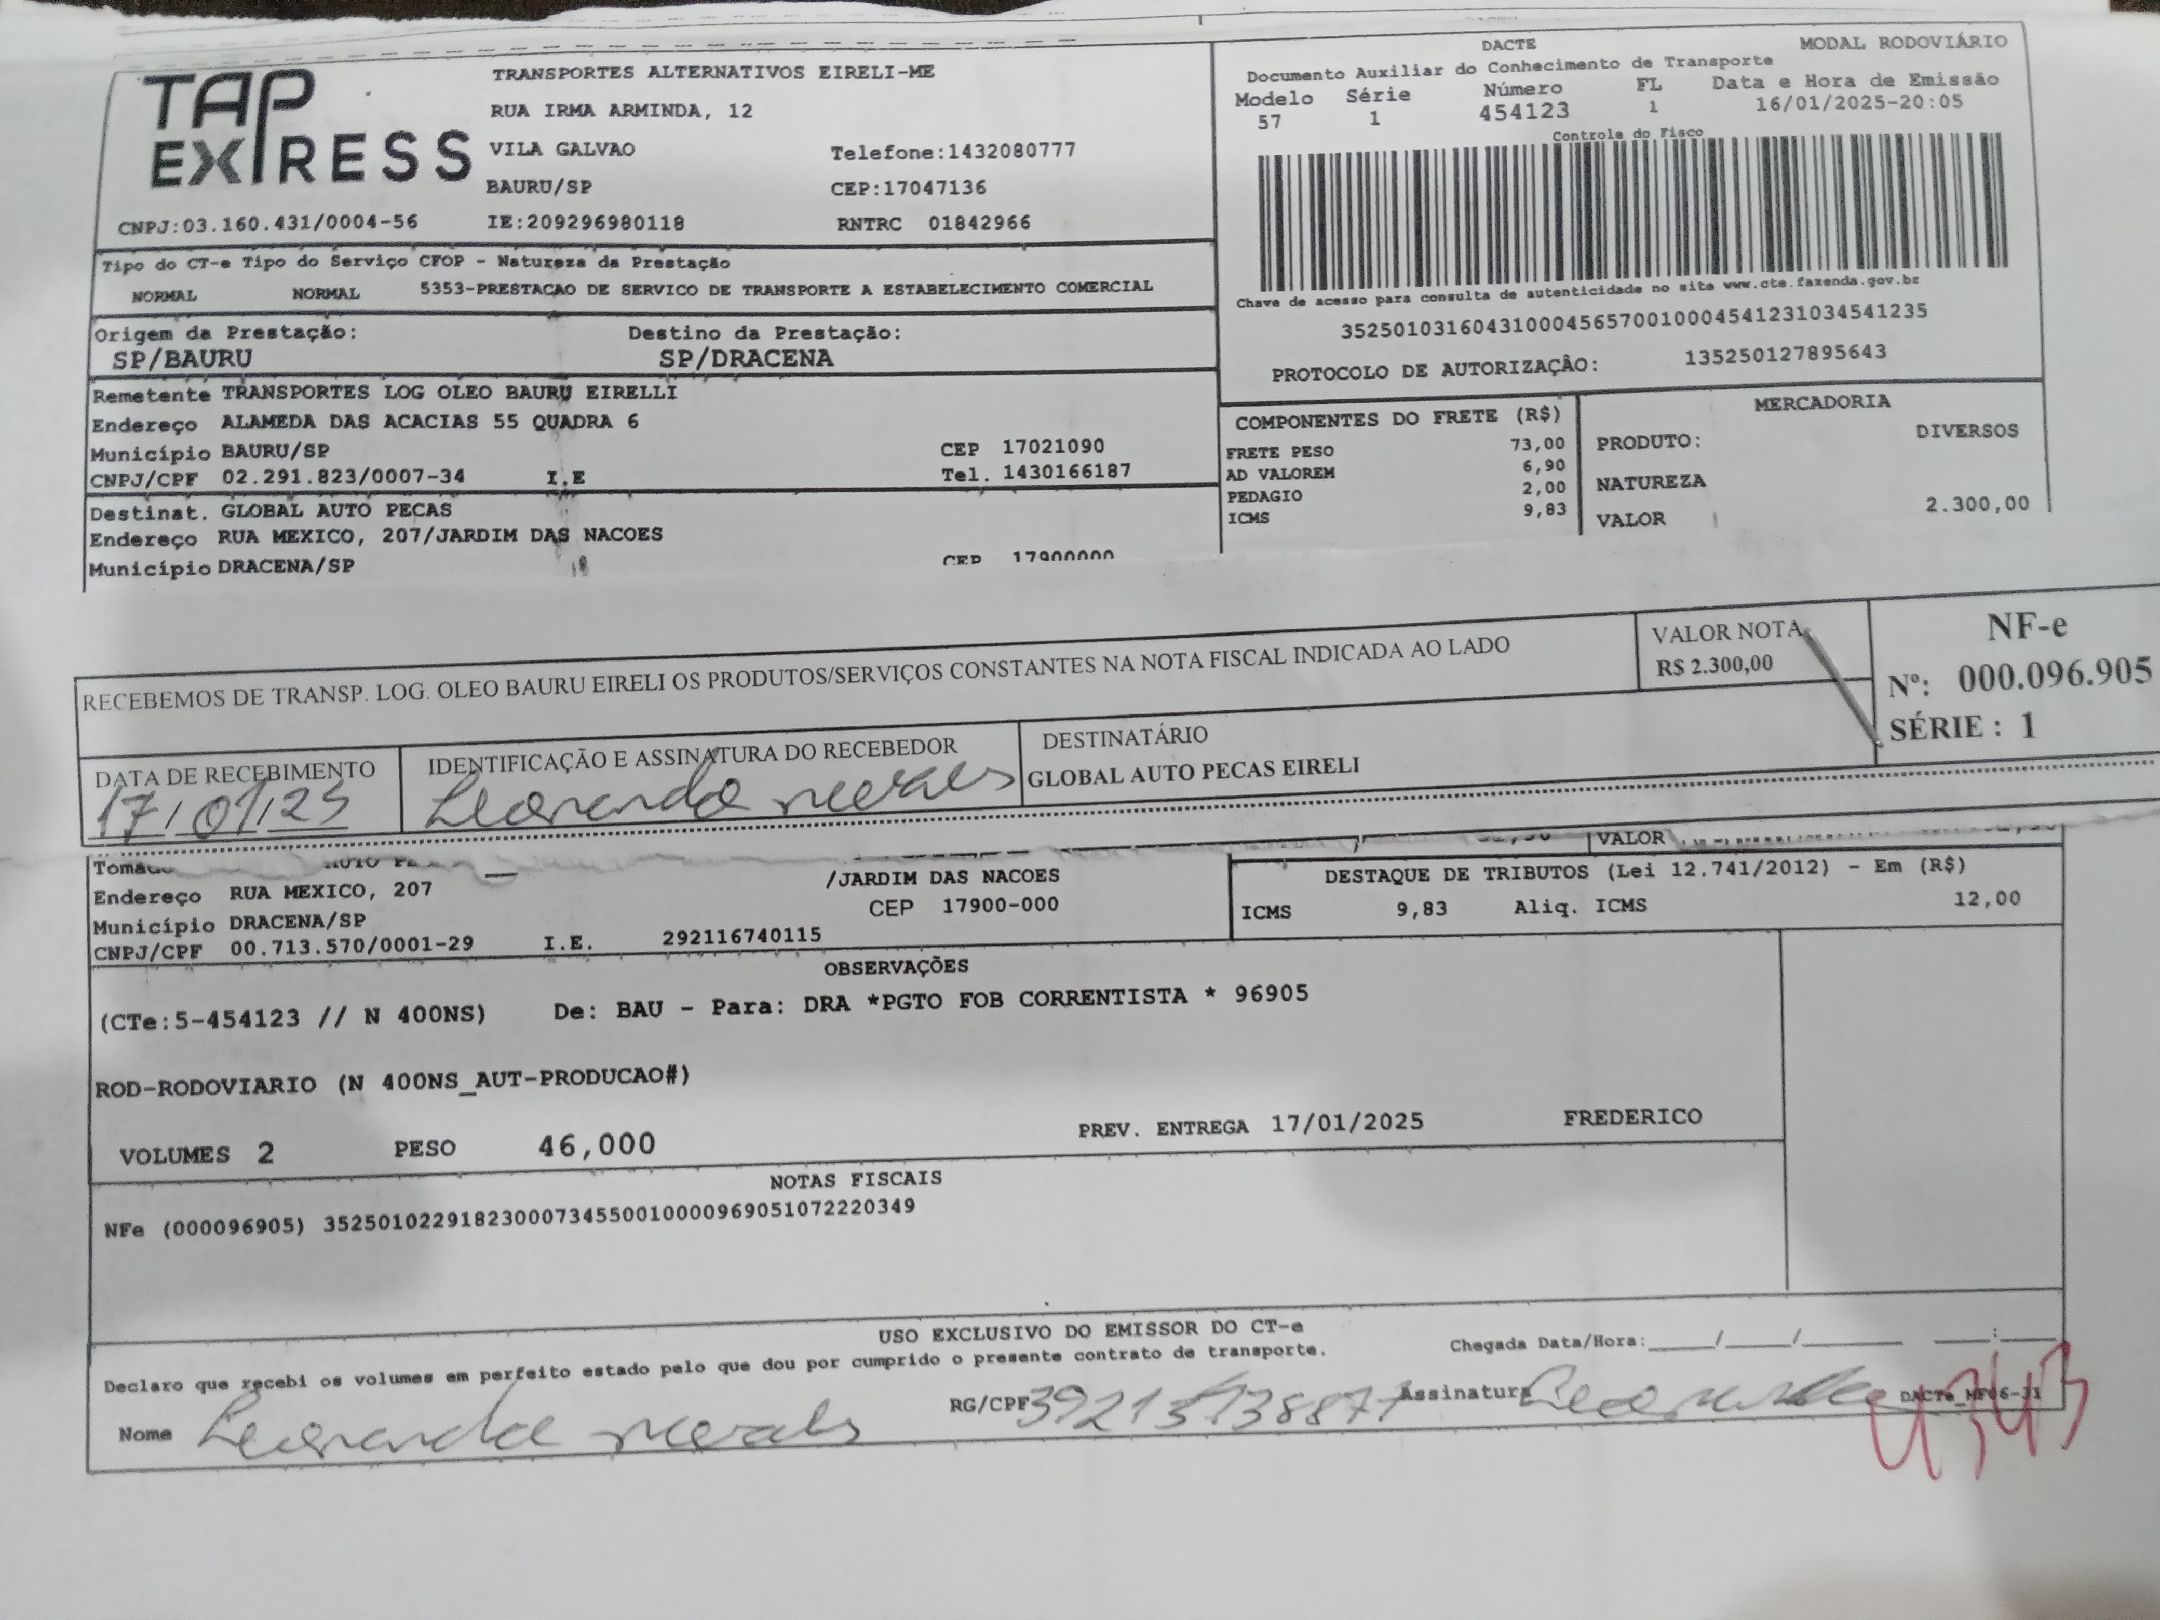 TAP EXPRESS
TRANSPORTES ALTERNATIVOS EIRELI-ME
RUA IRMA ARMINDA, 12
VILA GALVAO Telefone:1432080777
BAURU/SP CEP:17047136
CNPJ:03.160.431/0004-56 IE:209296980118 RNTRC 01842966
DACTE MODAL RODOVIÁRIO
Documento Auxiliar do Conhecimento de Transporte
Modelo Série Número FL Data e Hora de Emissão
57 1 454123 1 16/01/2025-20:05
Controle do Fisco
Chave de acesso para consulta de autenticidade no site www.cte.fazenda.gov.br
35250103160431000456570010004541231034541235
PROTOCOLO DE AUTORIZAÇÂO: 135250127895643
Tipo do CT-e Tipo do Serviço CFOP - Natureza da Prestação
NORMAL NORMAL 5353-PRESTACAO DE SERVICO DE TRANSPORTE A ESTABELECIMENTO COMERCIAL
Origem da Prestação: Destino da Prestação:
SP/BAURU SP/DRACENA
Remetente TRANSPORTES LOG OLEO BAURU EIRELLI
Endereço ALAMEDA DAS ACACIAS 55 QUADRA 6
Município BAURU/SP CEP 17021090
CNPJ/CPF 02.291.823/0007-34 I.E Tel. 1430166187
Destinat. GLOBAL AUTO PECAS
Endereço RUA MEXICO, 207/JARDIM DAS NACOES
Município DRACENA/SP CEP 17900000
COMPONENTES DO FRETE (R$)
FRETE PESO 73,00
AD VALOREM 6,90
PEDAGIO 2,00
ICMS 9,83
MERCADORIA
PRODUTO: DIVERSOS
NATUREZA
VALOR 2.300,00
RECEBEMOS DE TRANSP. LOG. OLEO BAURU EIRELI OS PRODUTOS/SERVIÇOS CONSTANTES NA NOTA FISCAL INDICADA AO LADO
VALOR NOTA
R$ 2.300,00
NF-e
Nº: 000.096.905
SÉRIE : 1
DATA DE RECEBIMENTO
17/01/25
IDENTIFICAÇÃO E ASSINATURA DO RECEBEDOR
Leonardo morais
DESTINATÁRIO
GLOBAL AUTO PECAS EIRELI
VALOR
Endereço RUA MEXICO, 207 /JARDIM DAS NACOES
Município DRACENA/SP CEP 17900-000
CNPJ/CPF 00.713.570/0001-29 I.E. 292116740115
DESTAQUE DE TRIBUTOS (Lei 12.741/2012) - Em (R$)
ICMS 9,83 Aliq. ICMS 12,00
OBSERVAÇÕES
(CTe:5-454123 // N 400NS) De: BAU - Para: DRA *PGTO FOB CORRENTISTA * 96905
ROD-RODOVIARIO (N 400NS_AUT-PRODUCAO#)
VOLUMES 2 PESO 46,000 PREV. ENTREGA 17/01/2025 FREDERICO
NOTAS FISCAIS
NFe (000096905) 35250102291823000734550010000969051072220349
USO EXCLUSIVO DO EMISSOR DO CT-e
Declaro que recebi os volumes em perfeito estado pelo que dou por cumprido o presente contrato de transporte.
Chegada Data/Hora:____/____/______ ___:___
Nome Leonardo morais RG/CPF Assinatura